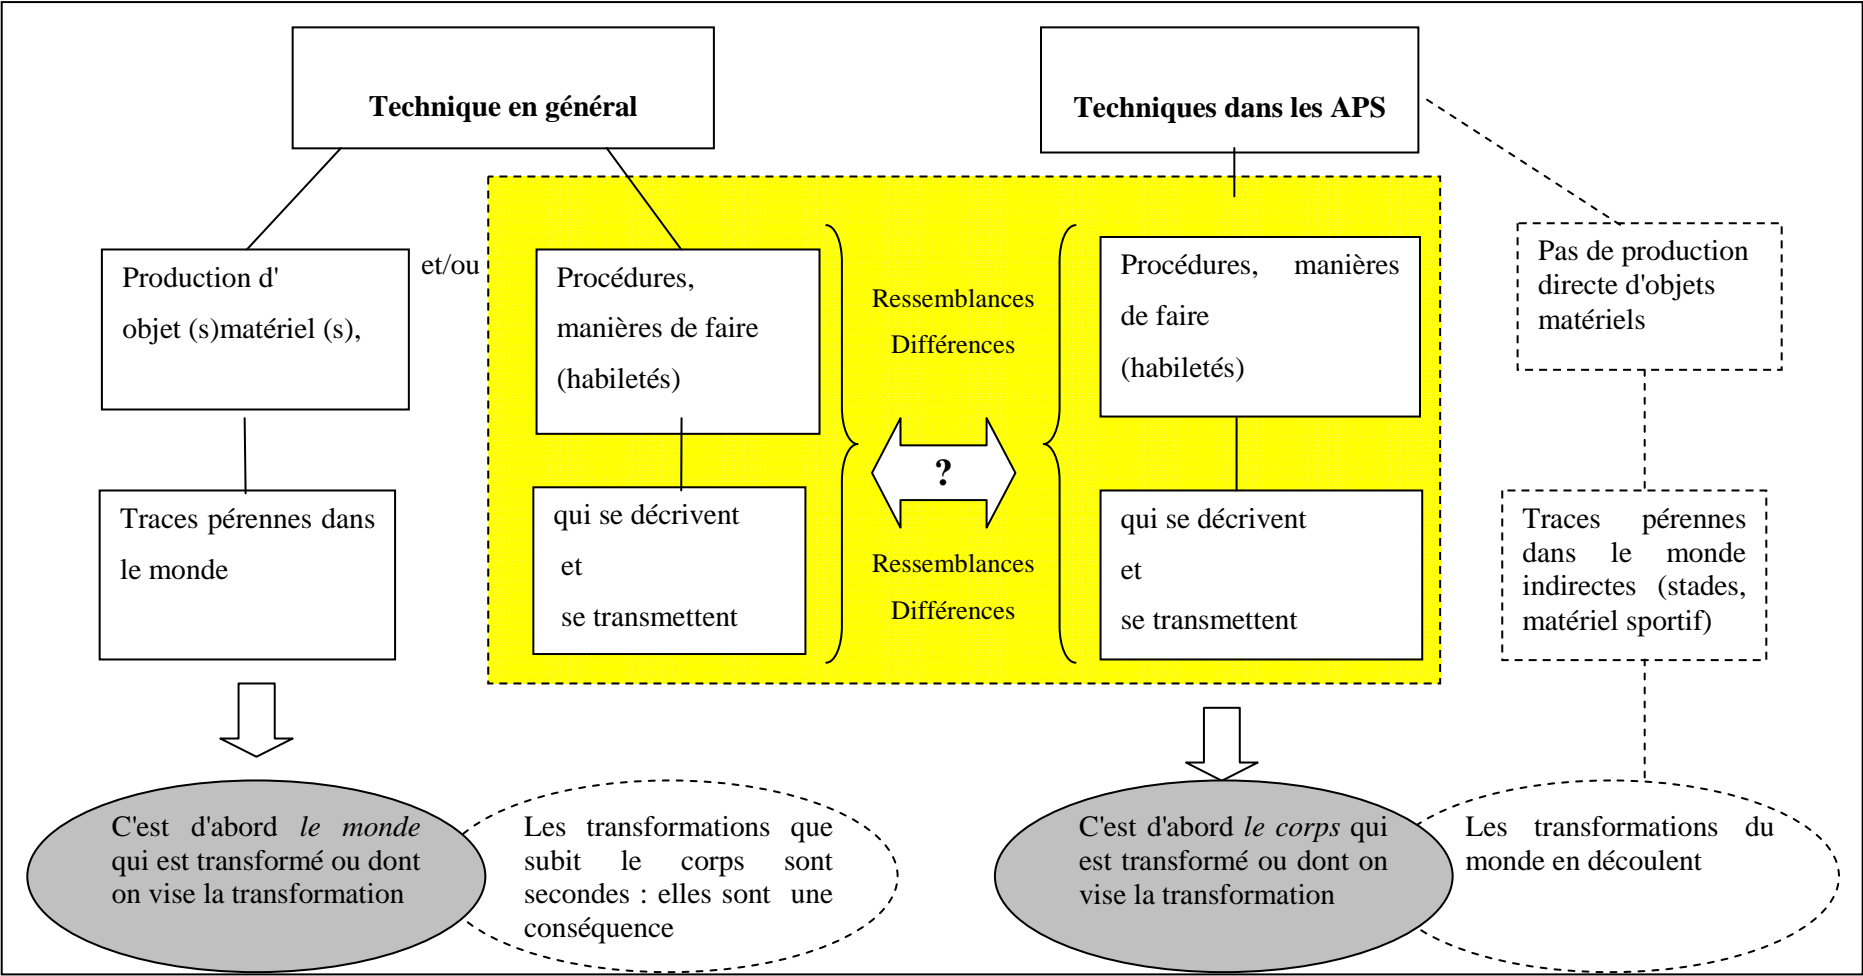 Technique en général
Techniques dans les APS
Production d'
objet (s)matériel (s),
et/ou
Procédures,
manières de faire
(habiletés)
Ressemblances
Différences
Procédures, manières
de faire
(habiletés)
Pas de production
directe d'objets
matériels
?
Traces pérennes dans
le monde
qui se décrivent
et
se transmettent
Ressemblances
Différences
qui se décrivent
et
se transmettent
Traces pérennes
dans le monde
indirectes (stades,
matériel sportif)
C'est d'abord le monde
qui est transformé ou dont
on vise la transformation
Les transformations que
subit le corps sont
secondes : elles sont une
conséquence
C'est d'abord le corps qui
est transformé ou dont on
vise la transformation
Les transformations du
monde en découlent